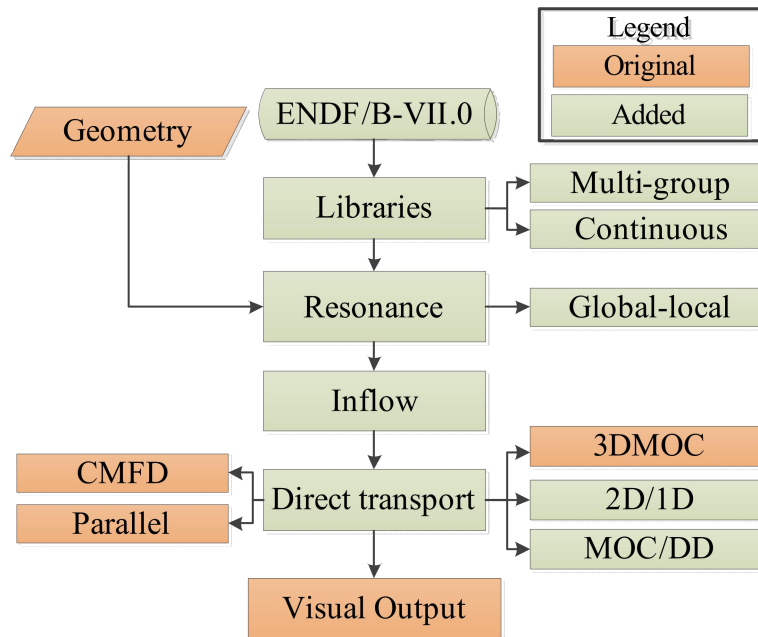 Legend
Original
Added
Geometry
ENDF/B-VII.0
Libraries
Multi-group
Continuous
Resonance
Global-local
Inflow
CMFD
Parallel
Direct transport
3DMOC
2D/1D
MOC/DD
Visual Output